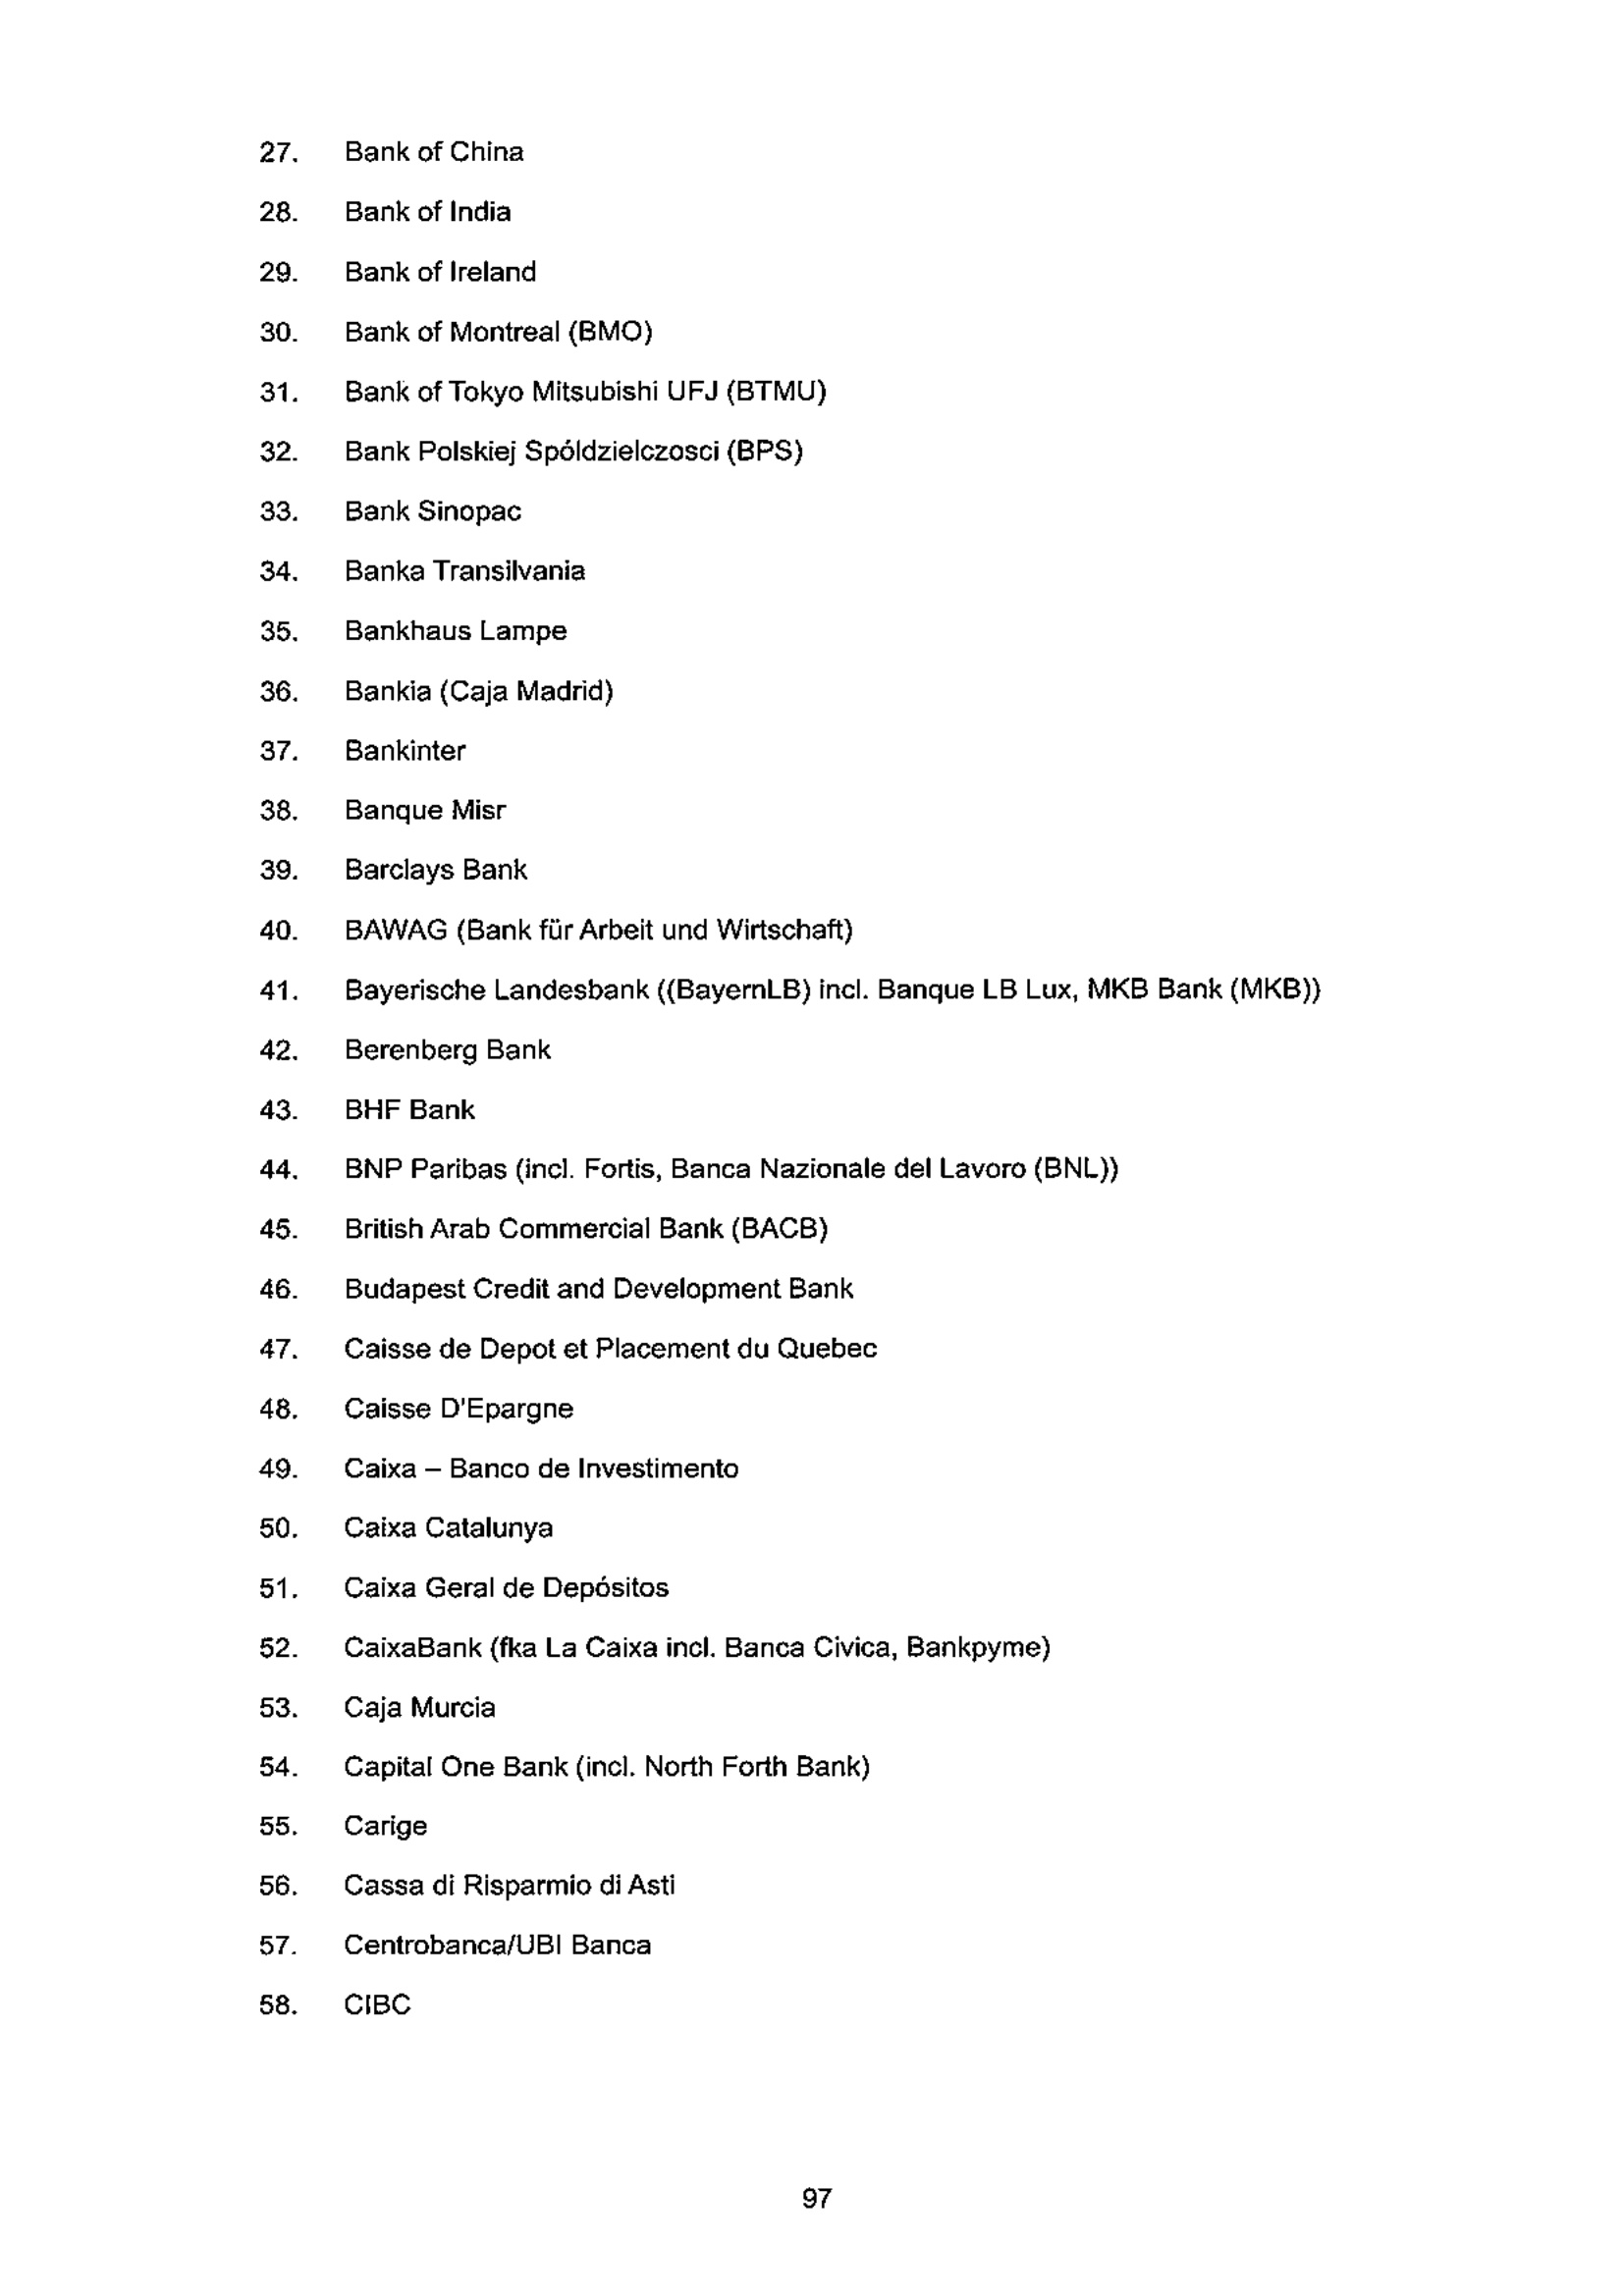 27. Bank of China
28. Bank of India
29. Bank of Ireland
30. Bank of Montreal (BMO)
31. Bank of Tokyo Mitsubishi UFJ (BTMU)
32. Bank Polskiej Spóldzielczosci (BPS)
33. Bank Sinopac
34. Banka Transilvania
35. Bankhaus Lampe
36. Bankia (Caja Madrid)
37. Bankinter
38. Banque Misr
39. Barclays Bank
40. BAWAG (Bank für Arbeit und Wirtschaft)
41. Bayerische Landesbank ((BayernLB) incl. Banque LB Lux, MKB Bank (MKB))
42. Berenberg Bank
43. BHF Bank
44. BNP Paribas (incl. Fortis, Banca Nazionale del Lavoro (BNL))
45. British Arab Commercial Bank (BACB)
46. Budapest Credit and Development Bank
47. Caisse de Depot et Placement du Quebec
48. Caisse D'Epargne
49. Caixa – Banco de Investimento
50. Caixa Catalunya
51. Caixa Geral de Depósitos
52. CaixaBank (fka La Caixa incl. Banca Civica, Bankpyme)
53. Caja Murcia
54. Capital One Bank (incl. North Forth Bank)
55. Carige
56. Cassa di Risparmio di Asti
57. Centrobanca/UBI Banca
58. CIBC
97